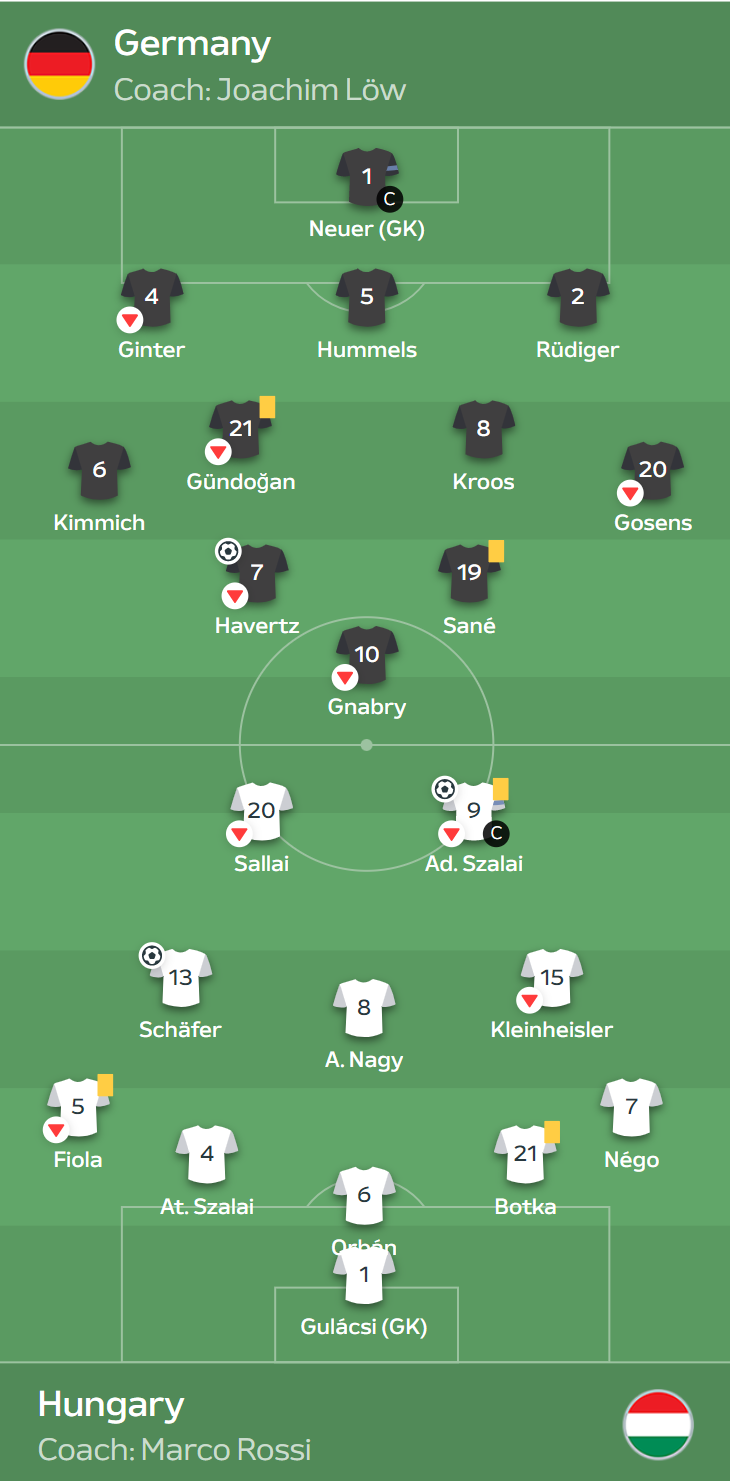 Germany
Coach: Joachim Löw
1
C
Neuer (GK)
4
5
2
Ginter
Hummels
Rüdiger
21
8
6
20
Gündoğan
Kroos
Kimmich
Gosens
7
19
Havertz
Sané
10
Gnabry
20
9
C
Sallai
Ad. Szalai
13
15
8
Schäfer
Kleinheisler
A. Nagy
5
7
4
21
Fiola
Négo
6
At. Szalai
Botka
Orbán
1
Gulácsi (GK)
Hungary
Coach: Marco Rossi